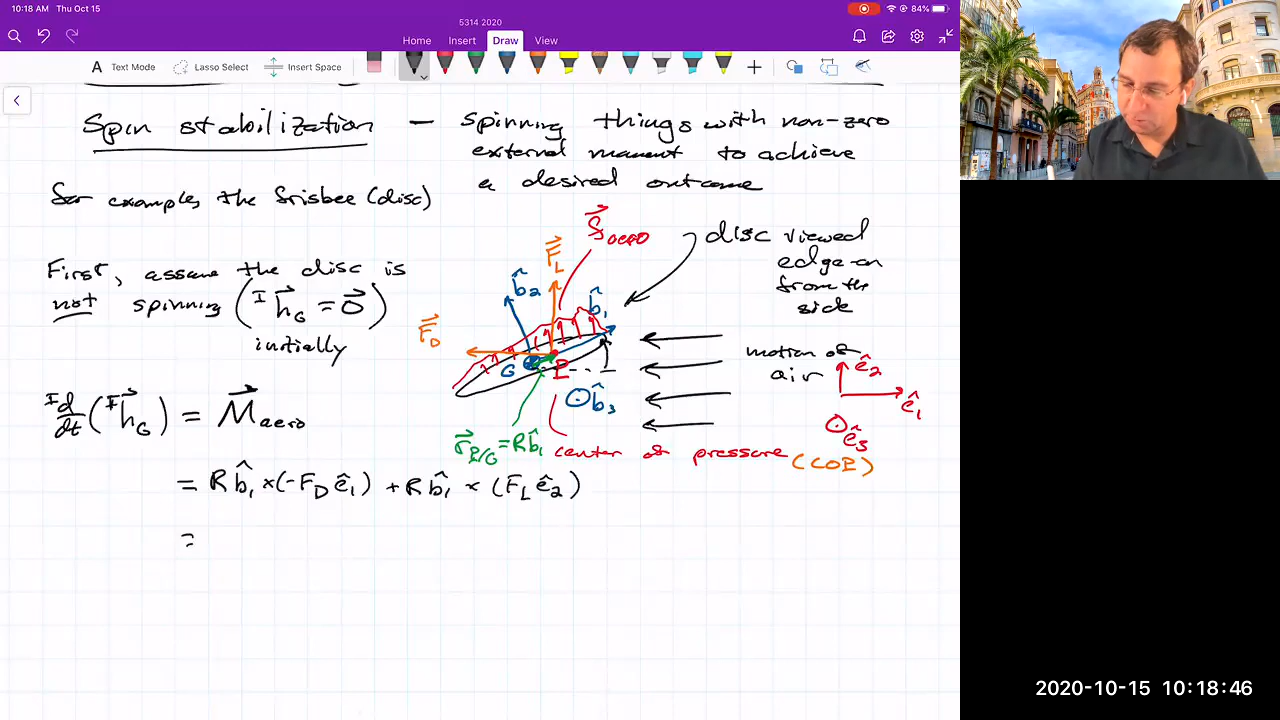 10:18 AM Thu Oct 15
84%
5314 2020
Home Insert Draw View
Text Mode Lasso Select Insert Space
Spin stabilization - spinning things with non-zero
external moment to achieve
a desired outcome
for examples the frisbee (disc)
First, assume the disc is
not spinning (ᴵh⃗_G = 0⃗)
initially
f⃗_aero
F⃗_L
b̂₂
b̂₁
F⃗_D
G
P
b̂₃
disc viewed
edge-on
from the
side
motion of
air
ê₂
ê₁
ê₃
r⃗_P/G = Rb̂₁
center of pressure (COP)
ᴵd/dt (ᴵh⃗_G) = M⃗_aero
= R b̂₁ × (-F_D ê₁) + R b̂₁ × (F_L ê₂)
=
2020-10-15 10:18:46